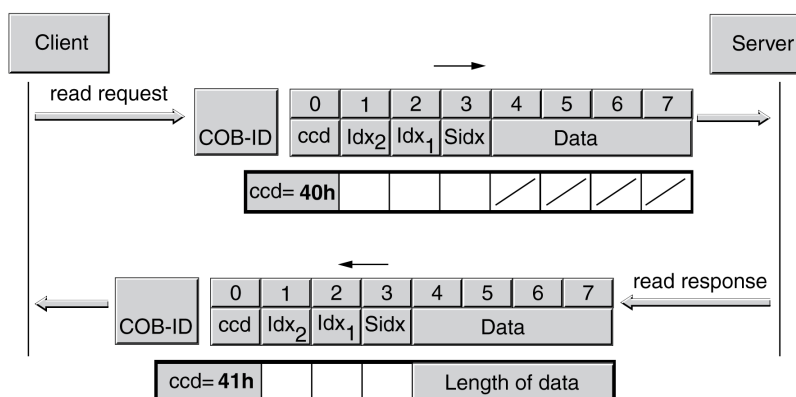 Client
Server
read request
0 1 2 3 4 5 6 7
COB-ID ccd Idx2 Idx1 Sidx Data
ccd= 40h
read response
0 1 2 3 4 5 6 7
COB-ID ccd Idx2 Idx1 Sidx Data
ccd= 41h Length of data